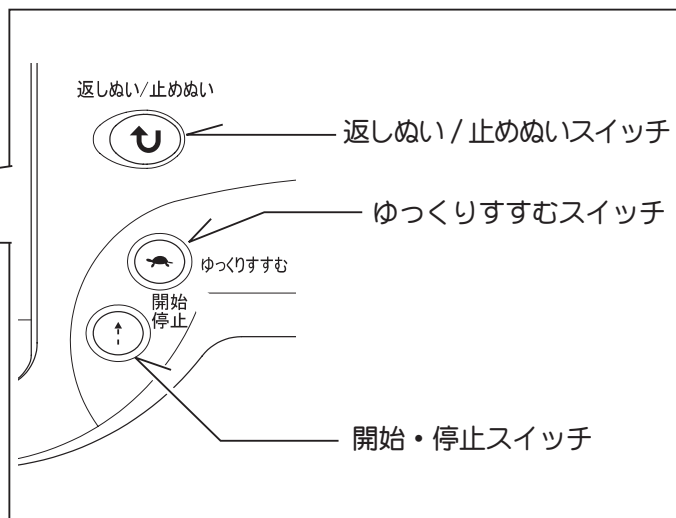 返しぬい/止めぬい
返しぬい/止めぬいスイッチ
ゆっくりすすむスイッチ
ゆっくりすすむ
開始
停止
開始・停止スイッチ